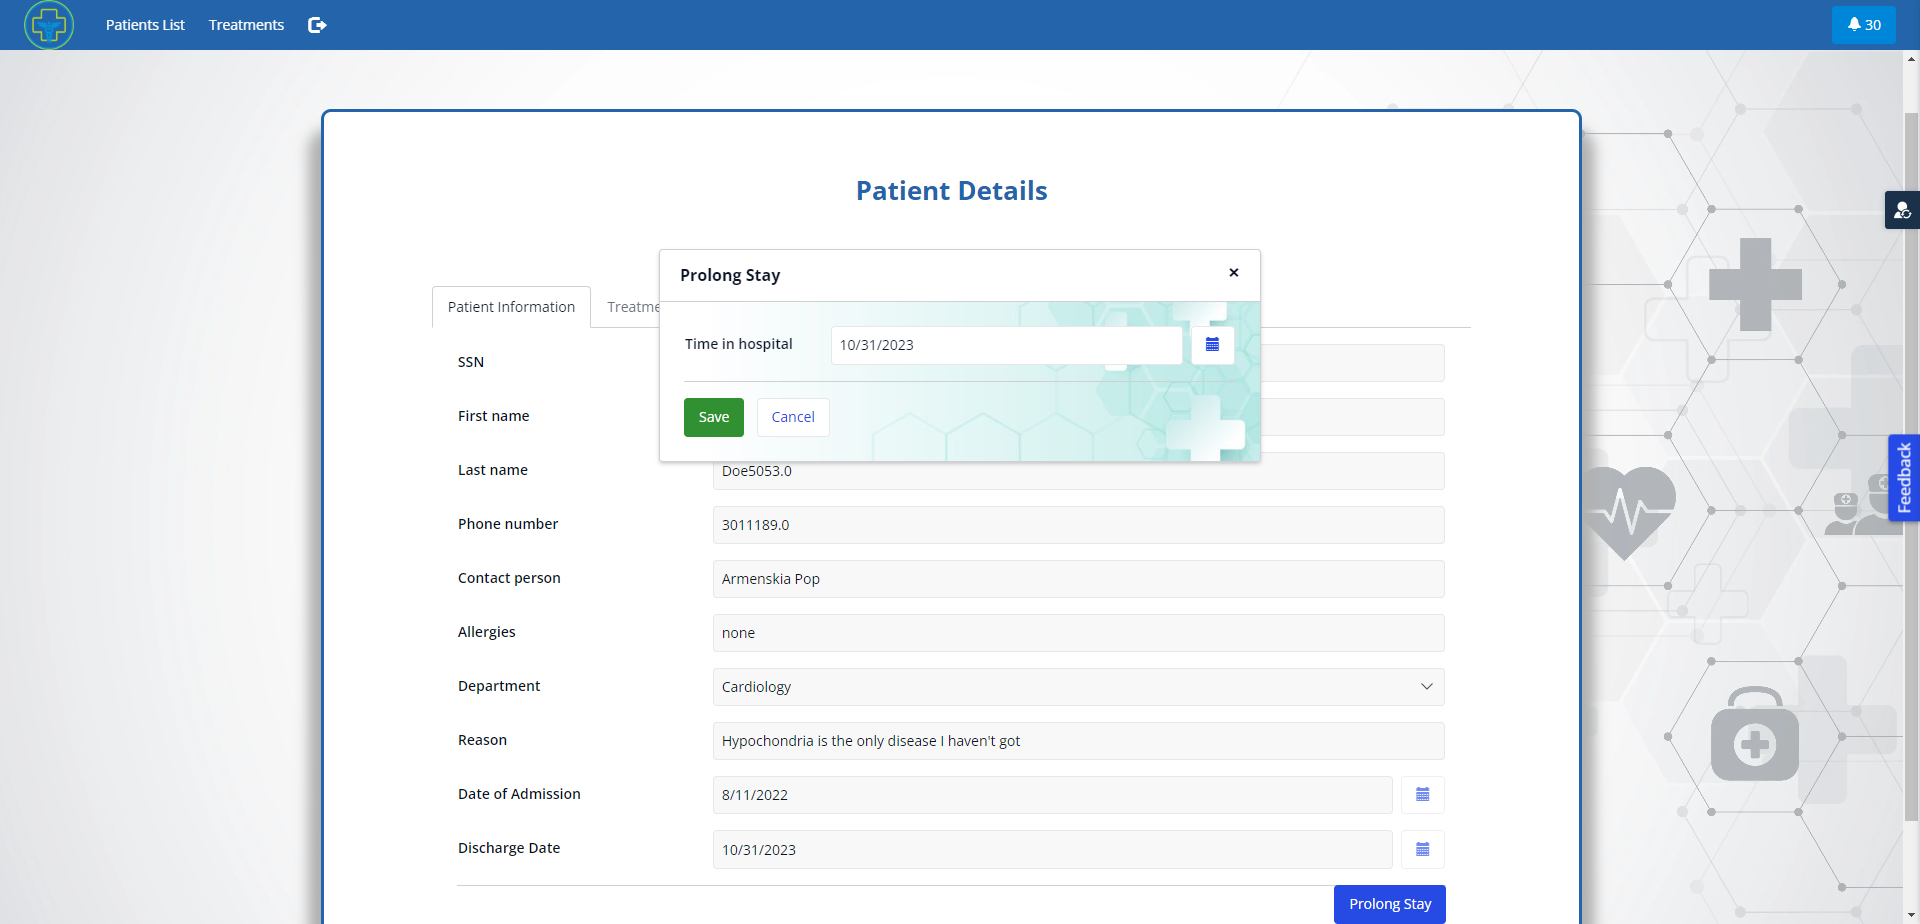 Patients List Treatments 30
Patient Details
Prolong Stay ×
Patient Information Treatme
Time in hospital 10/31/2023
SSN
Save Cancel
First name
Last name Doe5053.0
Phone number 3011189.0
Contact person Armenskia Pop
Allergies none
Department Cardiology
Reason Hypochondria is the only disease I haven't got
Date of Admission 8/11/2022
Discharge Date 10/31/2023
Prolong Stay
Feedback